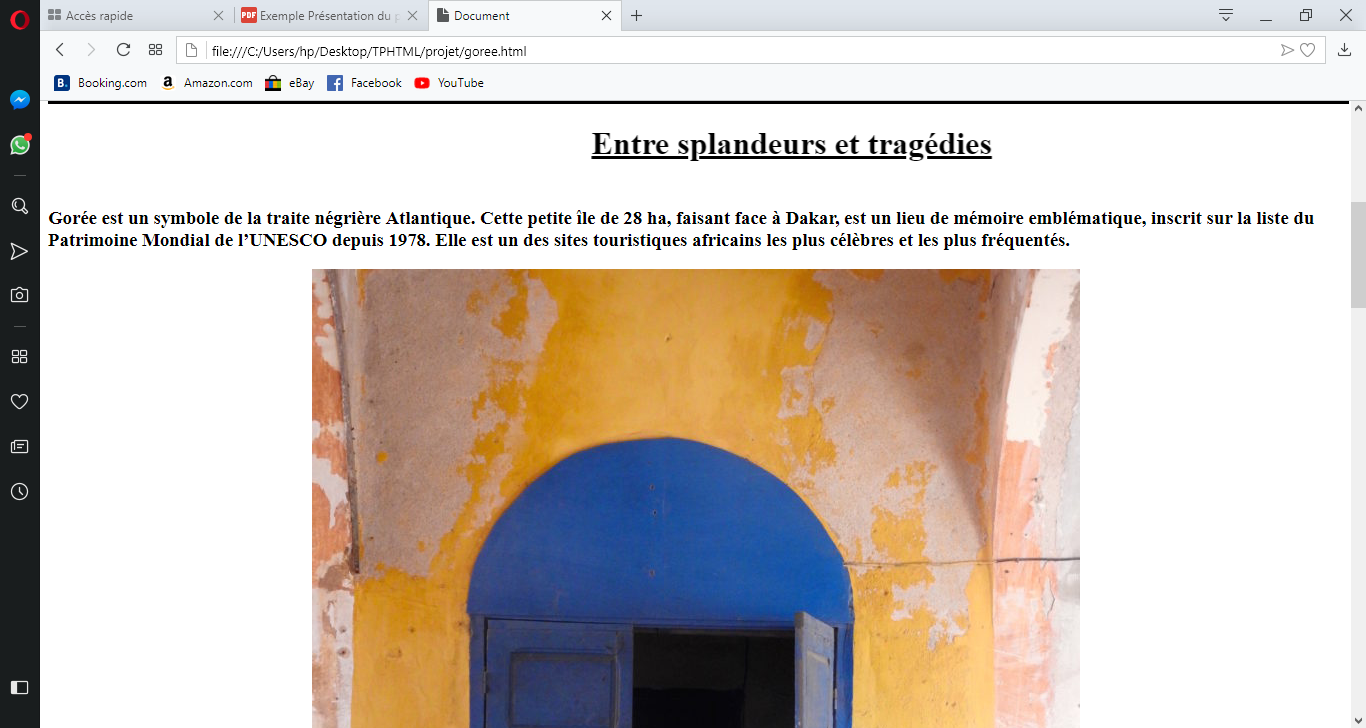 Accès rapide
PDF Exemple Présentation du
Document
file:///C:/Users/hp/Desktop/TPHTML/projet/goree.html
B. Booking.com
a Amazon.com
eBay
Facebook
YouTube
Entre splandeurs et tragédies
Gorée est un symbole de la traite négrière Atlantique. Cette petite île de 28 ha, faisant face à Dakar, est un lieu de mémoire emblématique, inscrit sur la liste du
Patrimoine Mondial de l’UNESCO depuis 1978. Elle est un des sites touristiques africains les plus célèbres et les plus fréquentés.